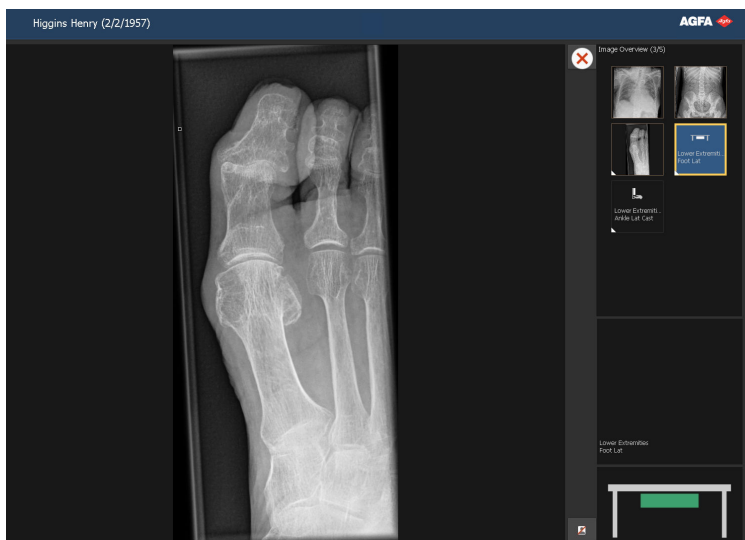 Higgins Henry (2/2/1957)
AGFA
Image Overview (3/5)
Lower Extremiti...
Foot Lat
Lower Extremiti...
Ankle Lat Cast
Lower Extremities
Foot Lat